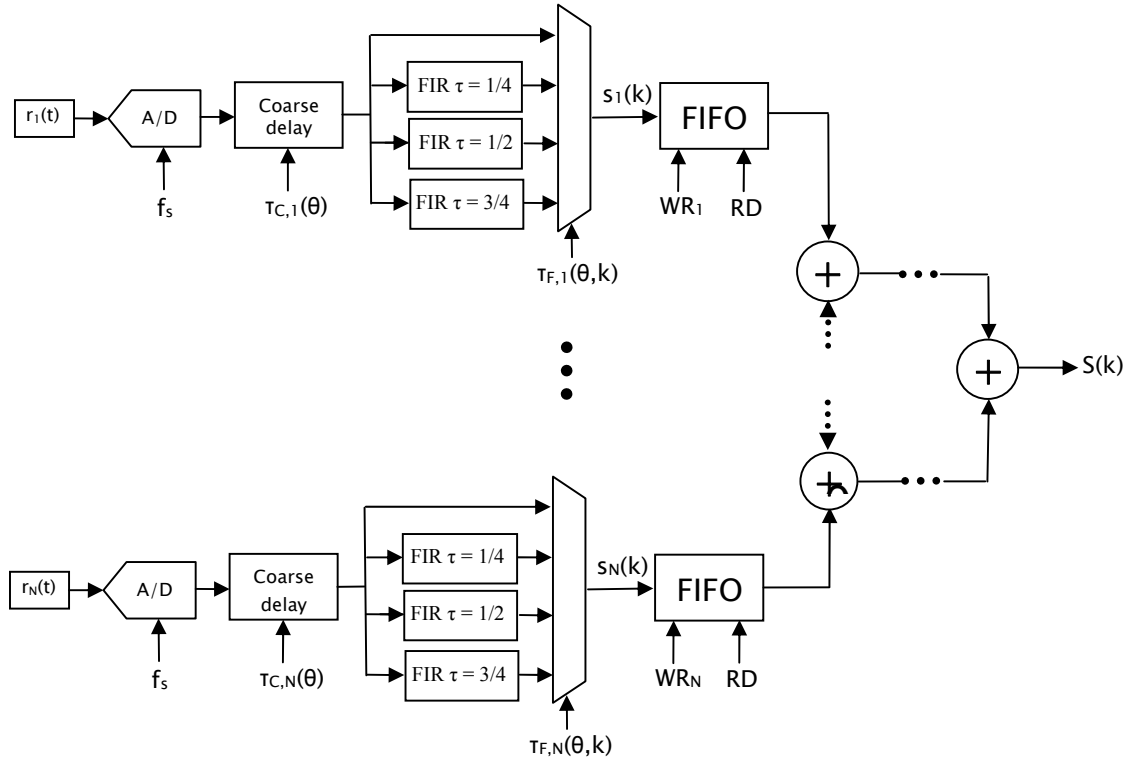 r₁(t)
A/D
fₛ
Coarse
delay
τC,1(θ)
FIR τ = 1/4
FIR τ = 1/2
FIR τ = 3/4
τF,1(θ,k)
s₁(k)
FIFO
WR₁
RD
+
+
S(k)
+
rN(t)
A/D
fₛ
Coarse
delay
τC,N(θ)
FIR τ = 1/4
FIR τ = 1/2
FIR τ = 3/4
τF,N(θ,k)
sN(k)
FIFO
WRN
RD